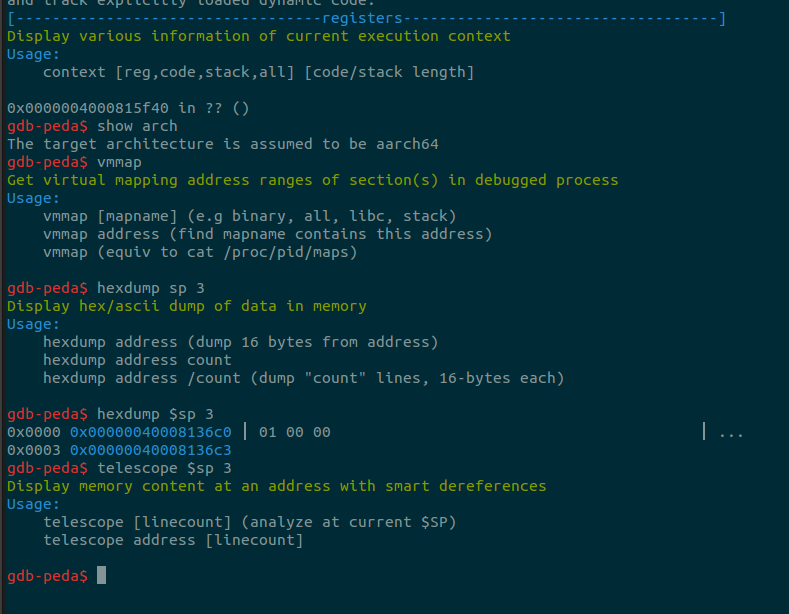 and track explicitly loaded dynamic code.
[----------------------------------registers-----------------------------------]
Display various information of current execution context
Usage:
    context [reg,code,stack,all] [code/stack length]
0x0000004000815f40 in ?? ()
gdb-peda$ show arch
The target architecture is assumed to be aarch64
gdb-peda$ vmmap
Get virtual mapping address ranges of section(s) in debugged process
Usage:
    vmmap [mapname] (e.g binary, all, libc, stack)
    vmmap address (find mapname contains this address)
    vmmap (equiv to cat /proc/pid/maps)
gdb-peda$ hexdump sp 3
Display hex/ascii dump of data in memory
Usage:
    hexdump address (dump 16 bytes from address)
    hexdump address count
    hexdump address /count (dump "count" lines, 16-bytes each)
gdb-peda$ hexdump $sp 3
0x0000 0x00000040008136c0 | 01 00 00                                         | ...
0x0003 0x00000040008136c3
gdb-peda$ telescope $sp 3
Display memory content at an address with smart dereferences
Usage:
    telescope [linecount] (analyze at current $SP)
    telescope address [linecount]
gdb-peda$